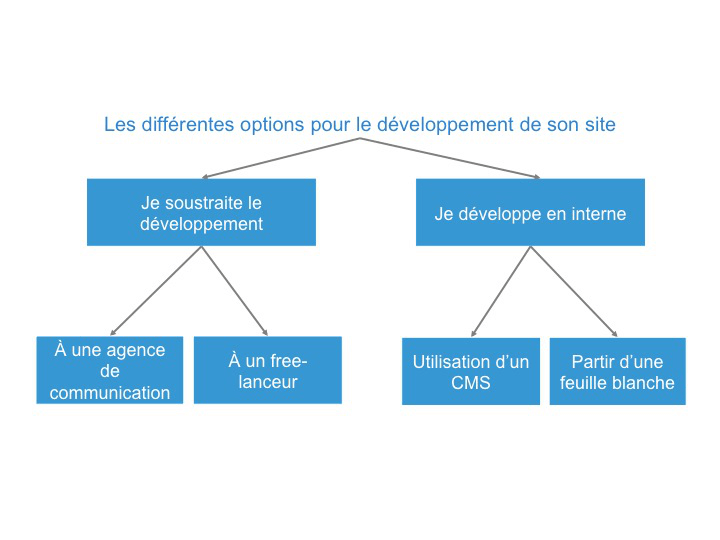 Les différentes options pour le développement de son site
Je soustraite le
développement
Je développe en interne
À une agence
de
communication
À un free-
lanceur
Utilisation d’un
CMS
Partir d’une
feuille blanche